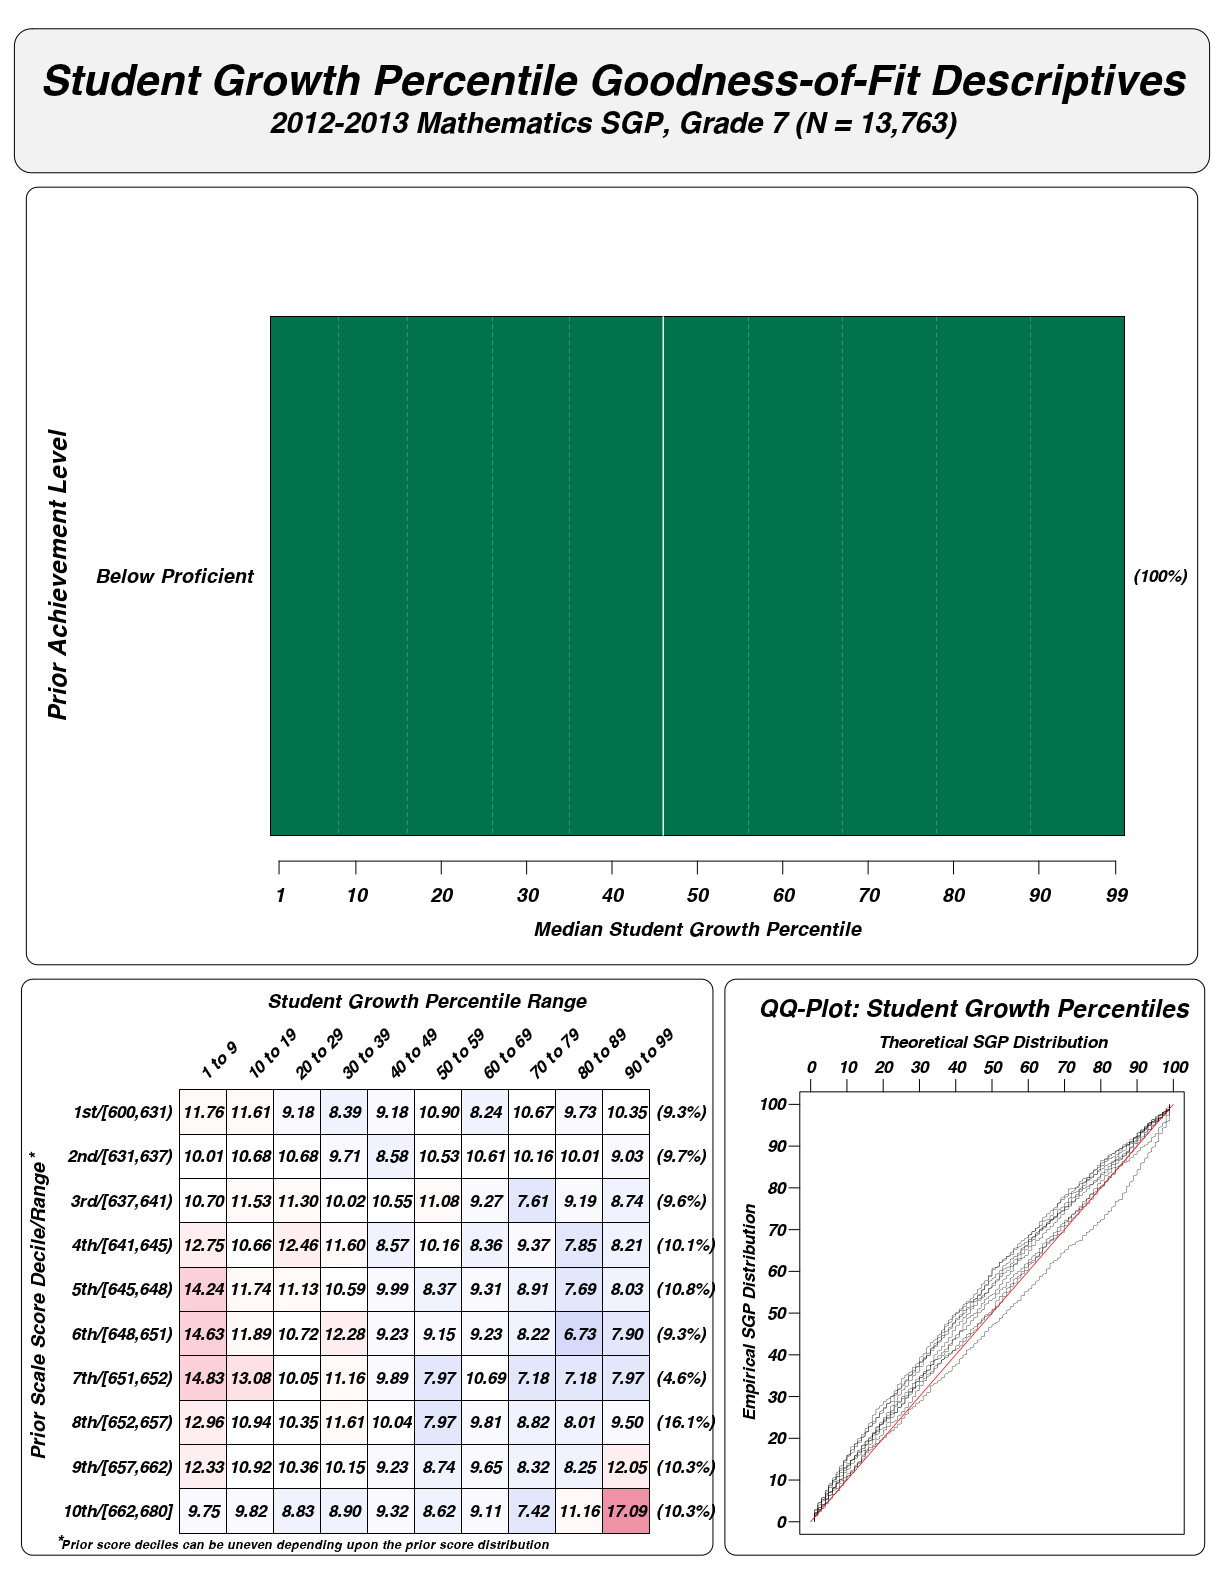 Student Growth Percentile Goodness-of-Fit Descriptives
2012-2013 Mathematics SGP, Grade 7 (N = 13,763)
Prior Achievement Level
Below Proficient
(100%)
1 10 20 30 40 50 60 70 80 90 99
Median Student Growth Percentile
Student Growth Percentile Range
1 to 9 10 to 19 20 to 29 30 to 39 40 to 49 50 to 59 60 to 69 70 to 79 80 to 89 90 to 99
Prior Scale Score Decile/Range*
1st/[600,631) 11.76 11.61 9.18 8.39 9.18 10.90 8.24 10.67 9.73 10.35 (9.3%)
2nd/[631,637) 10.01 10.68 10.68 9.71 8.58 10.53 10.61 10.16 10.01 9.03 (9.7%)
3rd/[637,641) 10.70 11.53 11.30 10.02 10.55 11.08 9.27 7.61 9.19 8.74 (9.6%)
4th/[641,645) 12.75 10.66 12.46 11.60 8.57 10.16 8.36 9.37 7.85 8.21 (10.1%)
5th/[645,648) 14.24 11.74 11.13 10.59 9.99 8.37 9.31 8.91 7.69 8.03 (10.8%)
6th/[648,651) 14.63 11.89 10.72 12.28 9.23 9.15 9.23 8.22 6.73 7.90 (9.3%)
7th/[651,652) 14.83 13.08 10.05 11.16 9.89 7.97 10.69 7.18 7.18 7.97 (4.6%)
8th/[652,657) 12.96 10.94 10.35 11.61 10.04 7.97 9.81 8.82 8.01 9.50 (16.1%)
9th/[657,662) 12.33 10.92 10.36 10.15 9.23 8.74 9.65 8.32 8.25 12.05 (10.3%)
10th/[662,680] 9.75 9.82 8.83 8.90 9.32 8.62 9.11 7.42 11.16 17.09 (10.3%)
*Prior score deciles can be uneven depending upon the prior score distribution
QQ-Plot: Student Growth Percentiles
Theoretical SGP Distribution
0 10 20 30 40 50 60 70 80 90 100
Empirical SGP Distribution
100
90
80
70
60
50
40
30
20
10
0